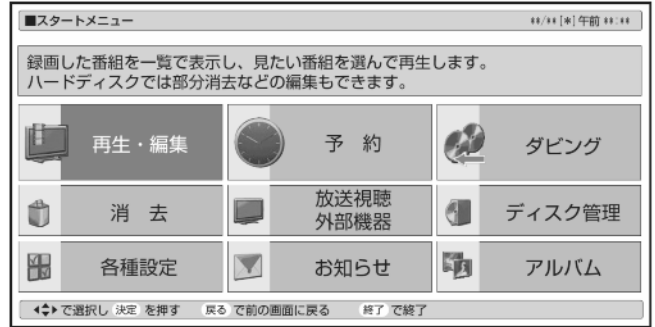 ■スタートメニュー
**/**[*]午前 **:**
録画した番組を一覧で表示し、見たい番組を選んで再生します。
ハードディスクでは部分消去などの編集もできます。
再生・編集
予 約
ダビング
消 去
放送視聴
外部機器
ディスク管理
各種設定
お知らせ
アルバム
で選択し 決定 を押す 戻る で前の画面に戻る 終了 で終了